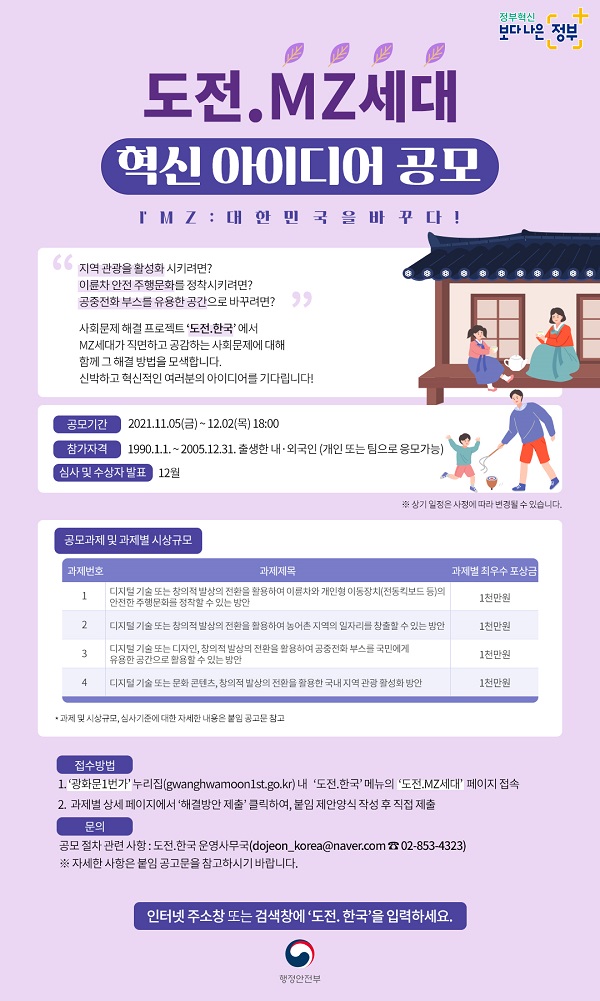 정부혁신
보다 나은 정부
도전.MZ세대
혁신 아이디어 공모
I'MZ:대한민국을바꾸다!
“
지역 관광을 활성화 시키려면?
이륜차 안전 주행문화를 정착시키려면?
공중전화 부스를 유용한 공간으로 바꾸려면?
”
사회문제 해결 프로젝트 ‘도전.한국’ 에서
MZ세대가 직면하고 공감하는 사회문제에 대해
함께 그 해결 방법을 모색합니다.
신박하고 혁신적인 여러분의 아이디어를 기다립니다!
공모기간 2021.11.05(금) ~ 12.02(목) 18:00
참가자격 1990.1.1. ~ 2005.12.31. 출생한 내·외국인 (개인 또는 팀으로 응모가능)
심사 및 수상자 발표 12월
※ 상기 일정은 사정에 따라 변경될 수 있습니다.
공모과제 및 과제별 시상규모
과제번호 과제제목 과제별 최우수 포상금
1 디지털 기술 또는 창의적 발상의 전환을 활용하여 이륜차와 개인형 이동장치(전동킥보드 등)의
안전한 주행문화를 정착할 수 있는 방안 1천만원
2 디지털 기술 또는 창의적 발상의 전환을 활용하여 농어촌 지역의 일자리를 창출할 수 있는 방안 1천만원
3 디지털 기술 또는 디자인, 창의적 발상의 전환을 활용하여 공중전화 부스를 국민에게
유용한 공간으로 활용할 수 있는 방안 1천만원
4 디지털 기술 또는 문화 콘텐츠, 창의적 발상의 전환을 활용한 국내 지역 관광 활성화 방안 1천만원
* 과제 및 시상규모, 심사기준에 대한 자세한 내용은 붙임 공고문 참고
접수방법
1. ‘광화문1번가’ 누리집(gwanghwamoon1st.go.kr) 내 ‘도전.한국’ 메뉴의 ‘도전.MZ세대’ 페이지 접속
2. 과제별 상세 페이지에서 ‘해결방안 제출’ 클릭하여, 붙임 제안양식 작성 후 직접 제출
문의
공모 절차 관련 사항 : 도전.한국 운영사무국(dojeon_korea@naver.com ☎ 02-853-4323)
※ 자세한 사항은 붙임 공고문을 참고하시기 바랍니다.
인터넷 주소창 또는 검색창에 ‘도전. 한국’을 입력하세요.
행정안전부